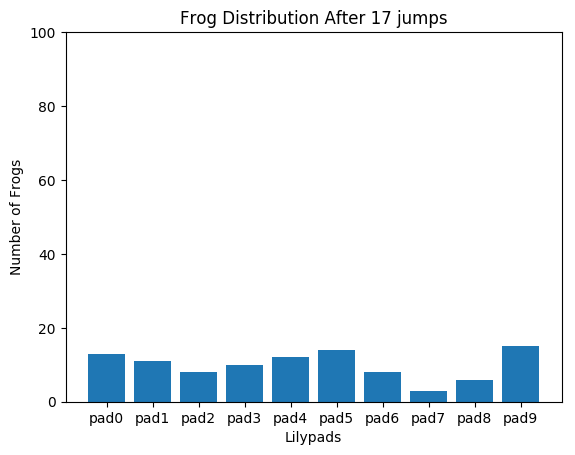 Frog Distribution After 17 jumps
100
80
60
40
20
0
Number of Frogs
pad0 pad1 pad2 pad3 pad4 pad5 pad6 pad7 pad8 pad9
Lilypads